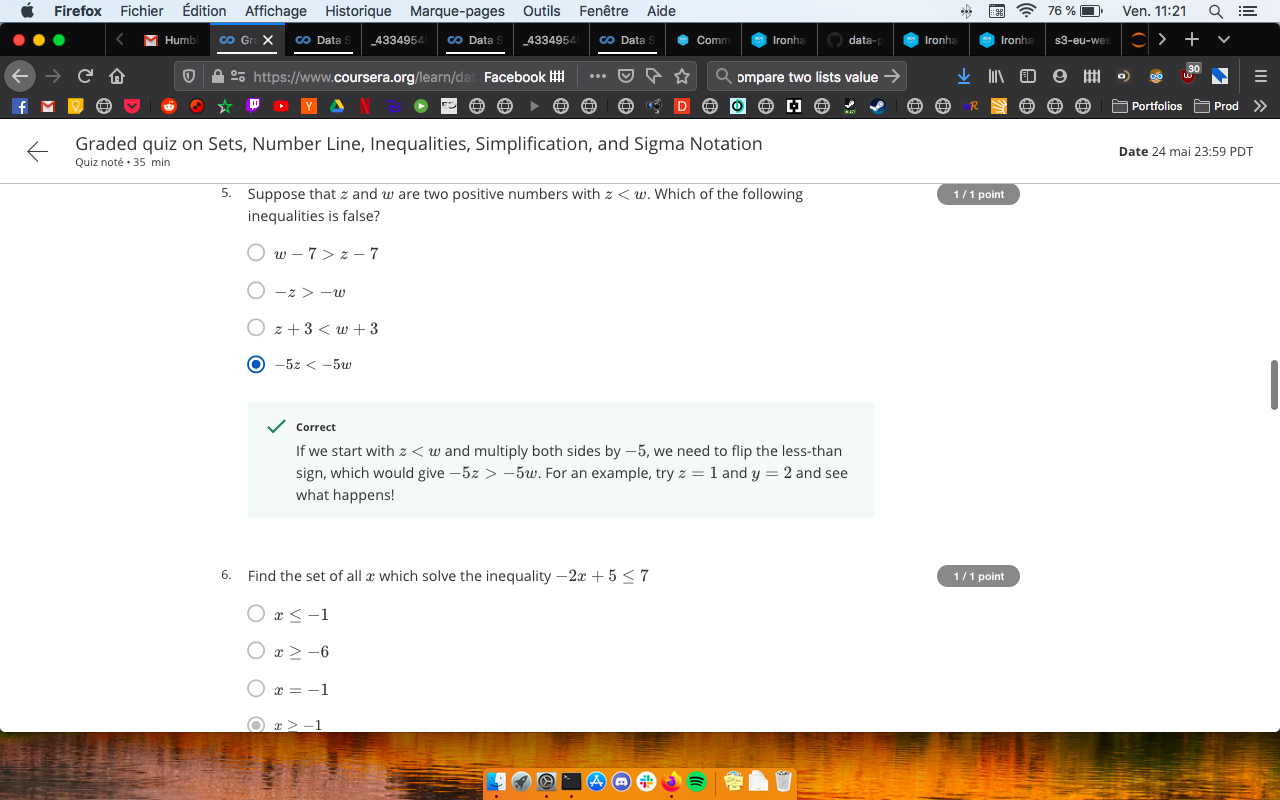 Firefox Fichier Édition Affichage Historique Marque-pages Outils Fenêtre Aide 76 % Ven. 11:21
Humbl Gra Data S _4334954 Data S _4334954 Data S Comm Ironha data-p Ironha Ironha s3-eu-wes
https://www.coursera.org/learn/dat Facebook ompare two lists value 30
Portfolios Prod
Graded quiz on Sets, Number Line, Inequalities, Simplification, and Sigma Notation
Quiz noté • 35 min
Date 24 mai 23:59 PDT
5. Suppose that z and w are two positive numbers with z < w. Which of the following
inequalities is false?
1 / 1 point
w − 7 > z − 7
−z > −w
z + 3 < w + 3
−5z < −5w
Correct
If we start with z < w and multiply both sides by −5, we need to flip the less-than
sign, which would give −5z > −5w. For an example, try z = 1 and y = 2 and see
what happens!
6. Find the set of all x which solve the inequality −2x + 5 ≤ 7
1 / 1 point
x ≤ −1
x ≥ −6
x = −1
x ≥ −1